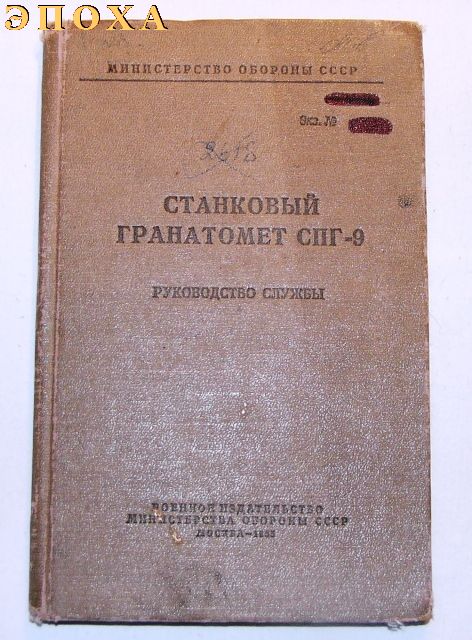 ЭПОХА
МИНИСТЕРСТВО ОБОРОНЫ СССР
Экз. №
СТАНКОВЫЙ
ГРАНАТОМЕТ СПГ-9
РУКОВОДСТВО СЛУЖБЫ
ВОЕННОЕ ИЗДАТЕЛЬСТВО
МИНИСТЕРСТВА ОБОРОНЫ СССР
МОСКВА